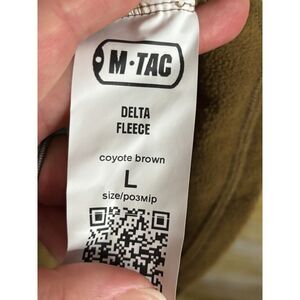 M·TAC
DELTA
FLEECE
coyote brown
L
size/розмір